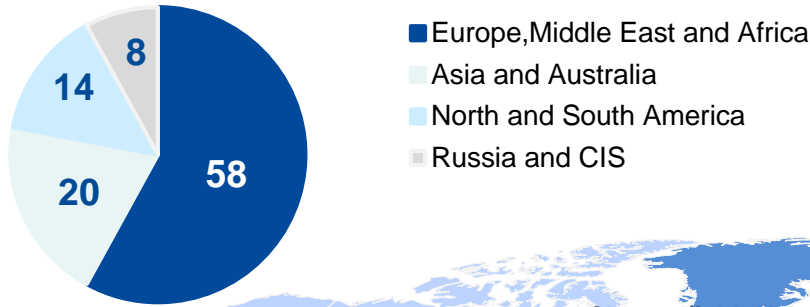 8
14
20
58
Europe,Middle East and Africa
Asia and Australia
North and South America
Russia and CIS